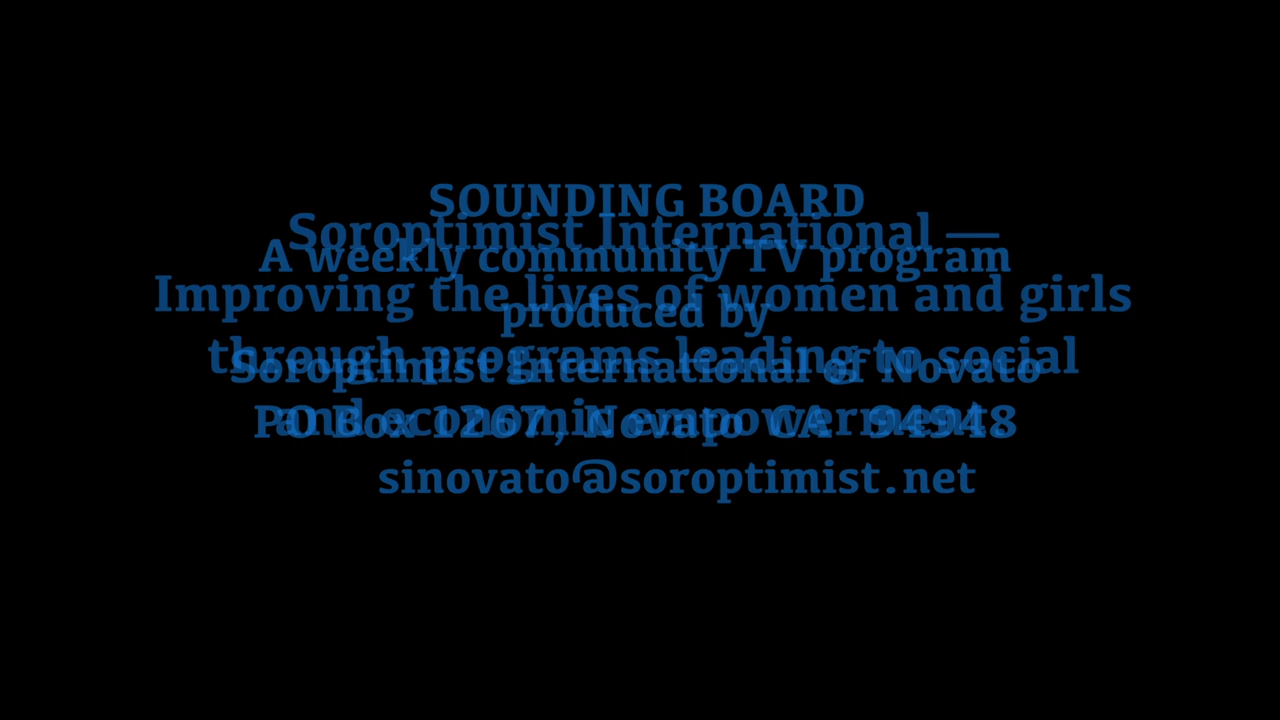 SOUNDING BOARD
A weekly community TV program
produced by
Soroptimist International of Novato
PO Box 1267, Novato CA 94948
sinovato@soroptimist.net
Soroptimist International —
Improving the lives of women and girls
through programs leading to social
and economic empowerment.